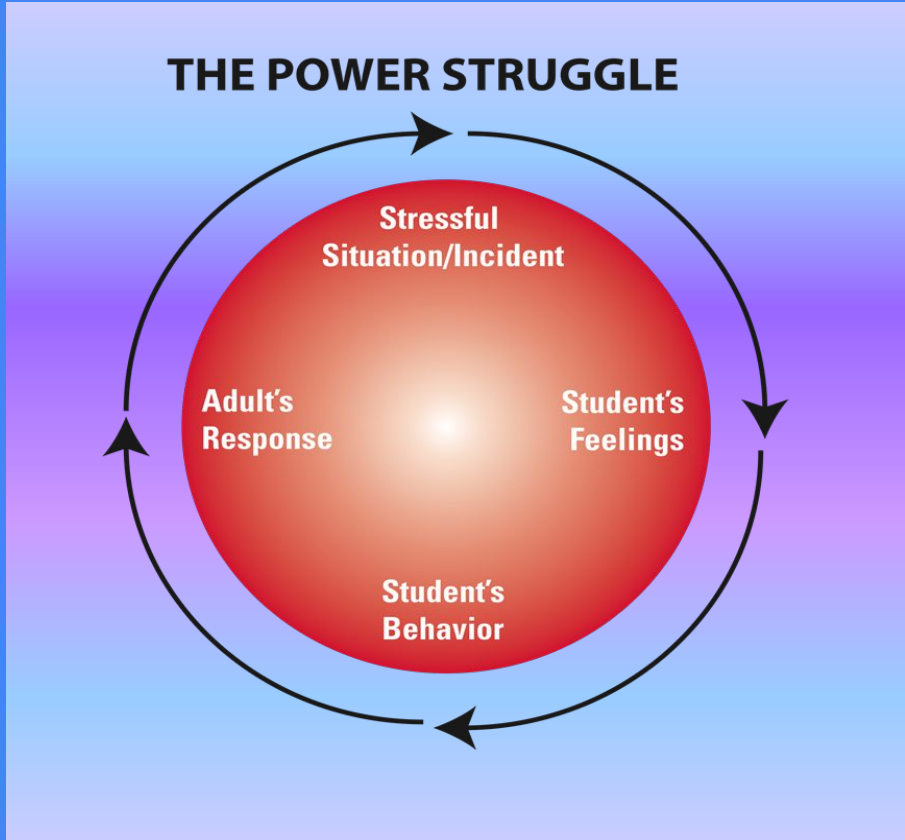 THE POWER STRUGGLE
Stressful
Situation/Incident
Adult's
Response
Student's
Feelings
Student's
Behavior